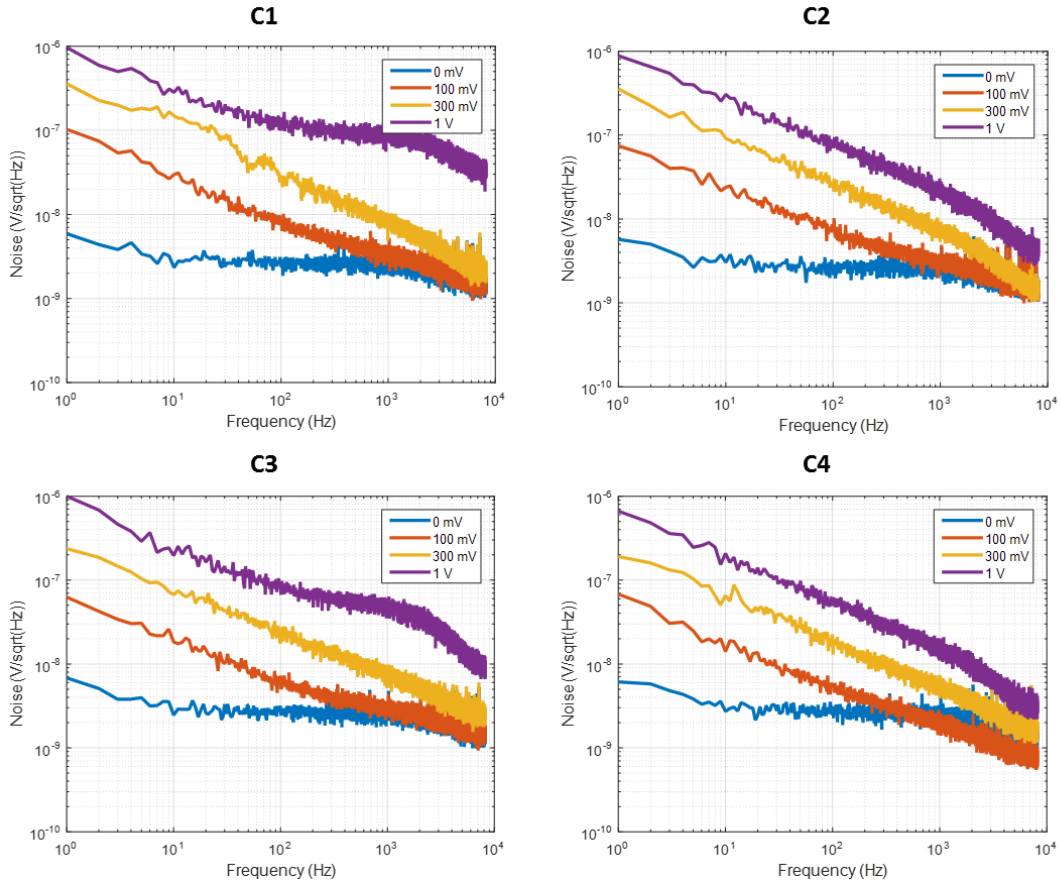 C1
10^-6
10^-7
10^-8
10^-9
10^-10
Noise (V/sqrt(Hz))
0 mV
100 mV
300 mV
1 V
10^0
10^1
10^2
10^3
10^4
Frequency (Hz)
C2
10^-6
10^-7
10^-8
10^-9
10^-10
Noise (V/sqrt(Hz))
0 mV
100 mV
300 mV
1 V
10^0
10^1
10^2
10^3
10^4
Frequency (Hz)
C3
10^-6
10^-7
10^-8
10^-9
10^-10
Noise (V/sqrt(Hz))
0 mV
100 mV
300 mV
1 V
10^0
10^1
10^2
10^3
10^4
Frequency (Hz)
C4
10^-6
10^-7
10^-8
10^-9
10^-10
Noise (V/sqrt(Hz))
0 mV
100 mV
300 mV
1 V
10^0
10^1
10^2
10^3
10^4
Frequency (Hz)